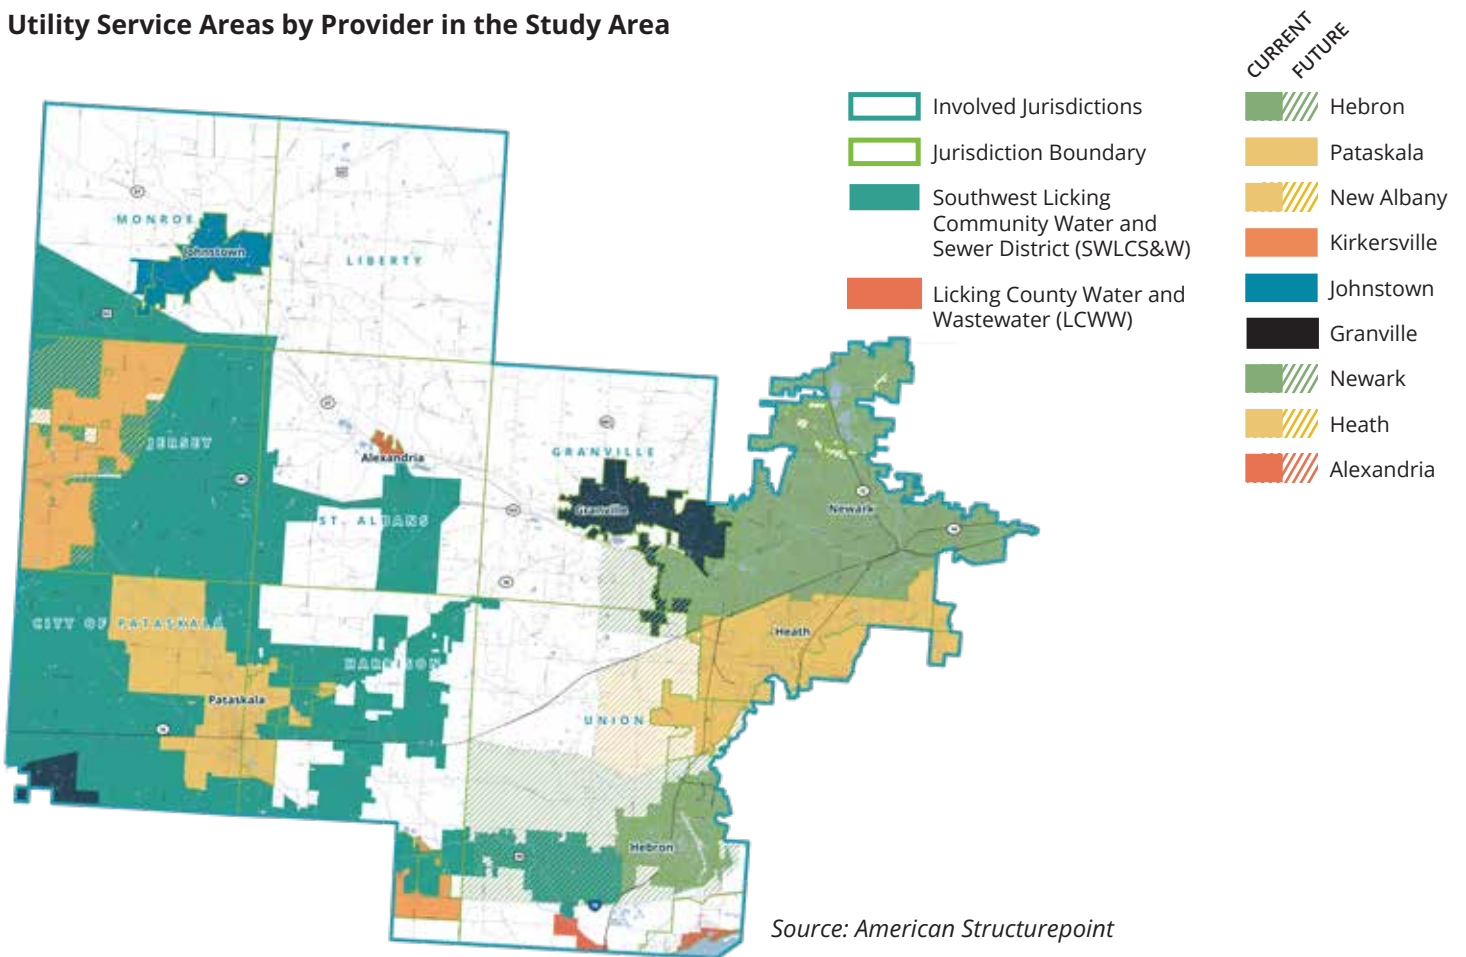 Utility Service Areas by Provider in the Study Area
CURRENT
FUTURE
Involved Jurisdictions
Jurisdiction Boundary
Southwest Licking
Community Water and
Sewer District (SWLCS&W)
Licking County Water and
Wastewater (LCWW)
Hebron
Pataskala
New Albany
Kirkersville
Johnstown
Granville
Newark
Heath
Alexandria
MONROE
Johnstown
LIBERTY
JERSEY
Alexandria
GRANVILLE
Granville
ST. ALBANS
Newark
CITY OF PATASKALA
HARRISON
Heath
Pataskala
UNION
Hebron
Source: American Structurepoint